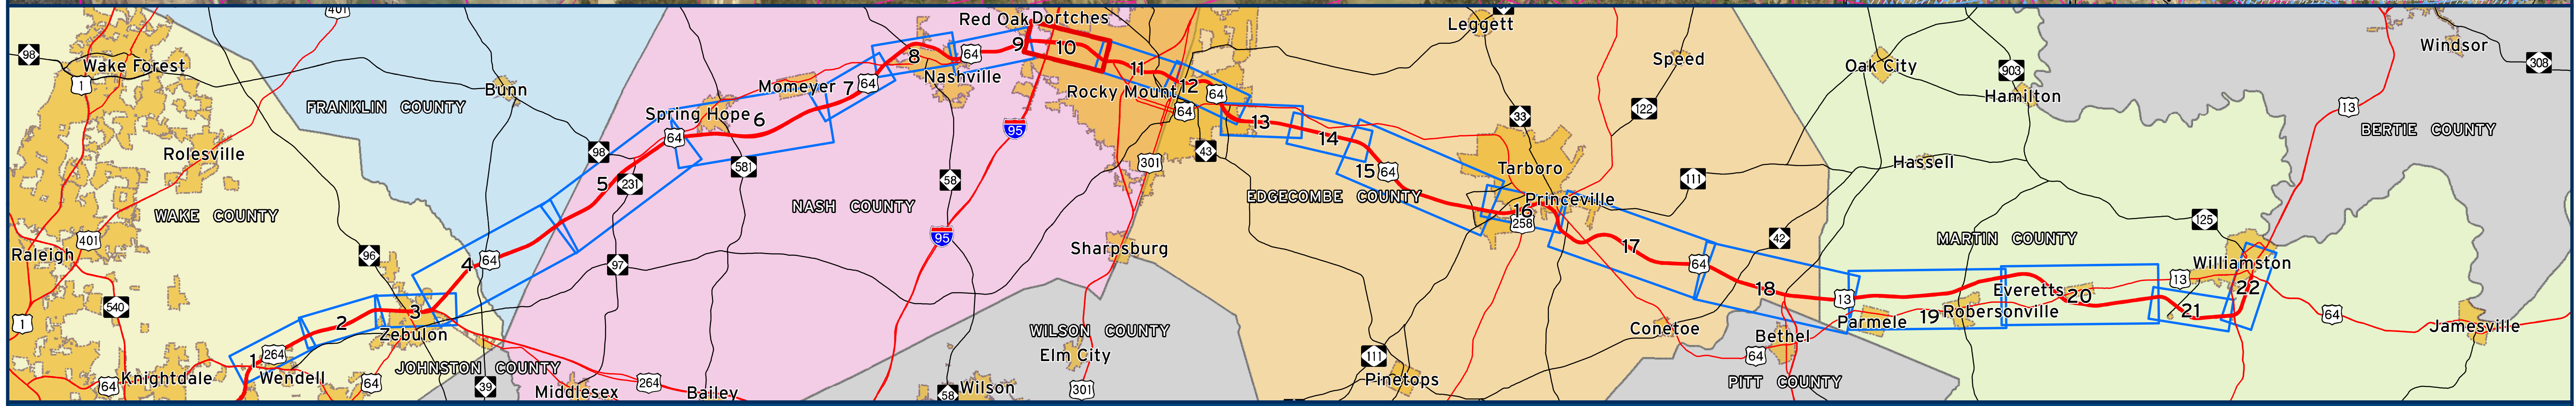 401
Red Oak
Dortches
Leggett
98
Wake Forest
1
Bunn
FRANKLIN COUNTY
Momeyer
7
64
8
64
9
10
11
Nashville
Rocky Mount
12
64
64
Speed
Oak City
903
Hamilton
Windsor
308
13
BERTIE COUNTY
Spring Hope
6
64
95
13
14
33
122
Rolesville
98
581
58
301
43
15
64
Tarboro
111
Hassell
5
231
WAKE COUNTY
NASH COUNTY
EDGECOMBE COUNTY
Princeville
16
258
125
401
Raleigh
96
4
64
97
95
Sharpsburg
17
64
42
MARTIN COUNTY
Williamston
540
1
2
3
Zebulon
18
13
Everetts
20
13
22
21
Parmele
19
Robersonville
64
Jamesville
1
264
Wendell
64
Knightdale
64
JOHNSTON COUNTY
39
Middlesex
264
Bailey
WILSON COUNTY
Elm City
58
Wilson
301
111
Pinetops
Conetoe
64
Bethel
PITT COUNTY